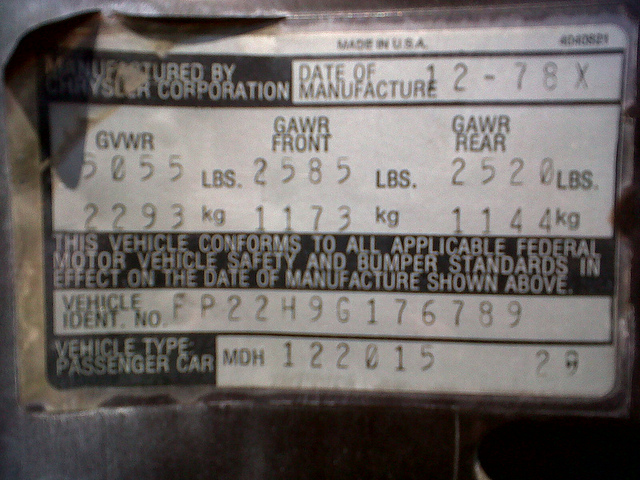 MADE IN U.S.A. 4040521
MANUFACTURED BY
CHRYSLER CORPORATION
DATE OF
MANUFACTURE 12-78X
GVWR
GAWR
FRONT
GAWR
REAR
5055 LBS. 2585 LBS. 2520 LBS.
2293 kg 1173 kg 1144 kg
THIS VEHICLE CONFORMS TO ALL APPLICABLE FEDERAL
MOTOR VEHICLE SAFETY AND BUMPER STANDARDS IN
EFFECT ON THE DATE OF MANUFACTURE SHOWN ABOVE.
VEHICLE
IDENT. NO. FP22H9G176789
VEHICLE TYPE:
PASSENGER CAR
MDH 122015